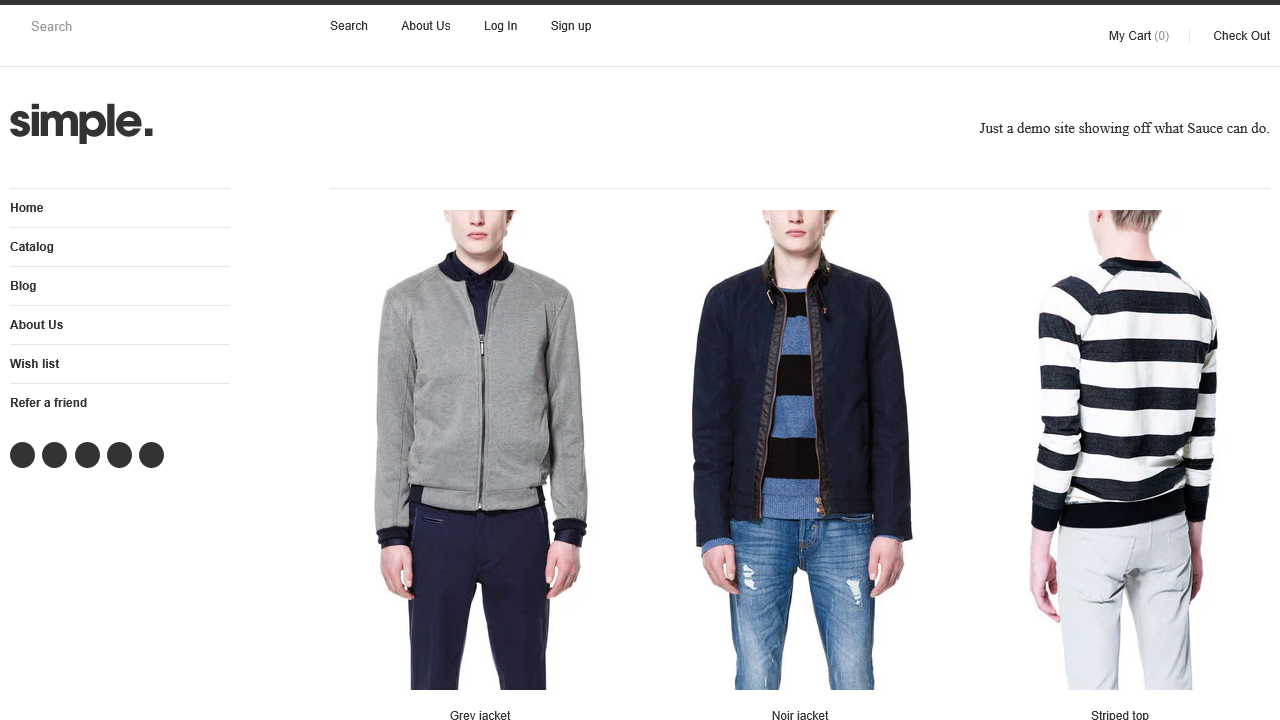 Search
Search About Us Log In Sign up
My Cart (0) Check Out
simple.
Just a demo site showing off what Sauce can do.
Home
Catalog
Blog
About Us
Wish list
Refer a friend
Grey jacket
Noir jacket
Striped top